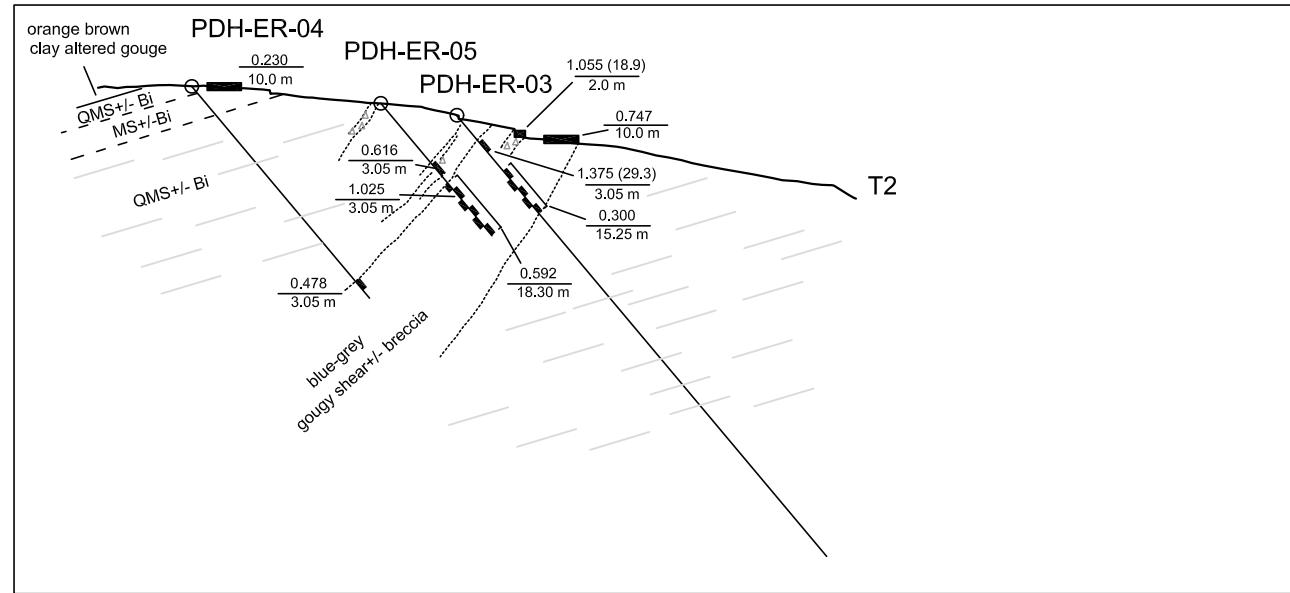 orange brown
clay altered gouge
PDH-ER-04
PDH-ER-05
PDH-ER-03
0.230
10.0 m
1.055 (18.9)
2.0 m
0.747
10.0 m
QMS+/- Bi
MS+/-Bi
QMS+/- Bi
0.616
3.05 m
1.025
3.05 m
1.375 (29.3)
3.05 m
0.300
15.25 m
T2
0.478
3.05 m
0.592
18.30 m
blue-grey
gougy shear+/- breccia